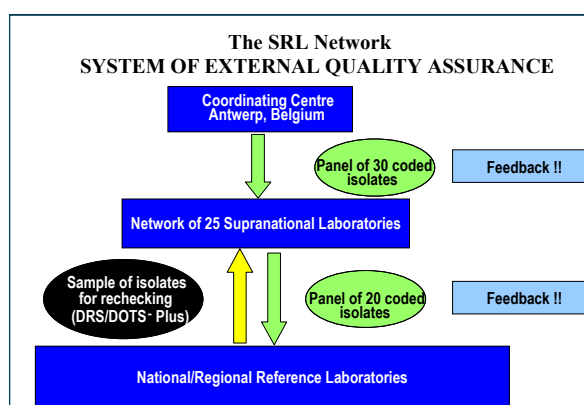 The SRL Network
SYSTEM OF EXTERNAL QUALITY ASSURANCE
Coordinating Centre
Antwerp, Belgium
Panel of 30 coded
isolates
Feedback !!
Network of 25 Supranational Laboratories
Sample of isolates
for rechecking
(DRS/DOTS- Plus)
Panel of 20 coded
isolates
Feedback !!
National/Regional Reference Laboratories